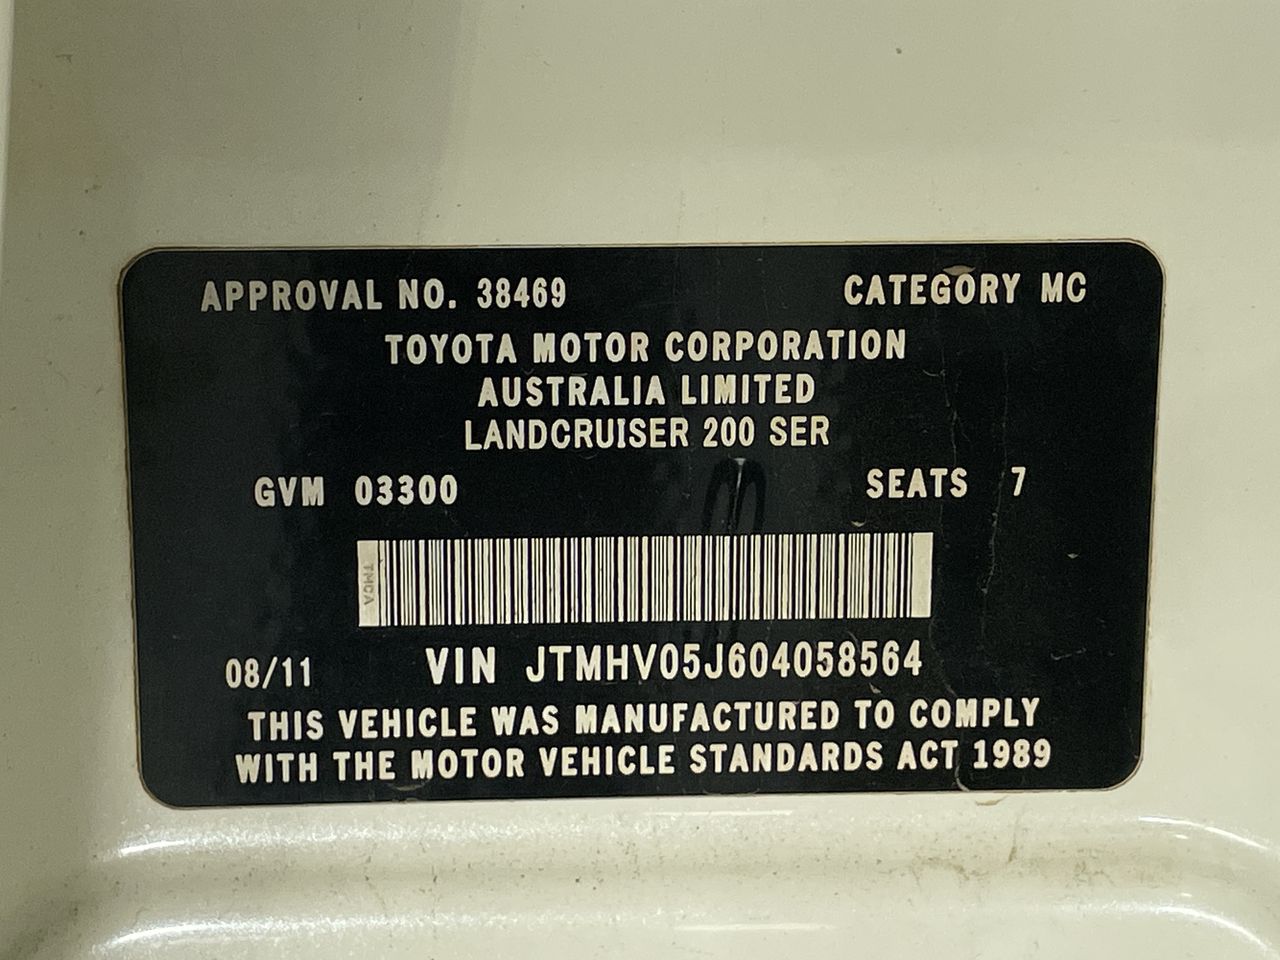 APPROVAL NO. 38469 CATEGORY MC
TOYOTA MOTOR CORPORATION
AUSTRALIA LIMITED
LANDCRUISER 200 SER
GVM 03300 SEATS 7
TMCA
08/11 VIN JTMHV05J604058564
THIS VEHICLE WAS MANUFACTURED TO COMPLY
WITH THE MOTOR VEHICLE STANDARDS ACT 1989